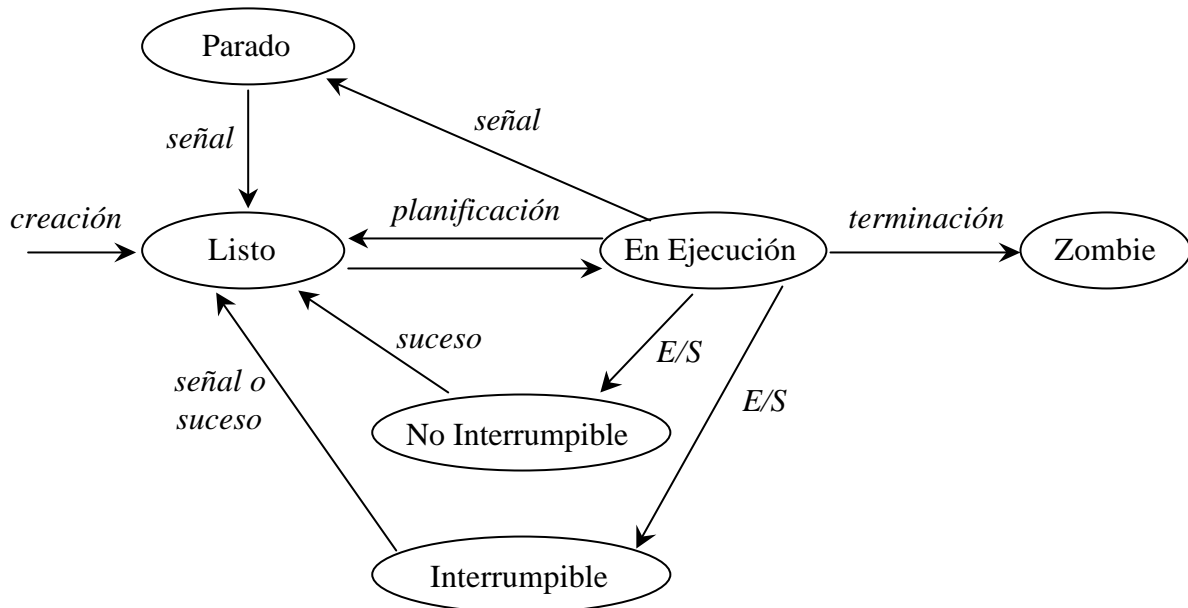 Parado
señal
señal
creación
planificación
terminación
Listo
En Ejecución
Zombie
suceso
E/S
señal o
suceso
E/S
No Interrumpible
Interrumpible